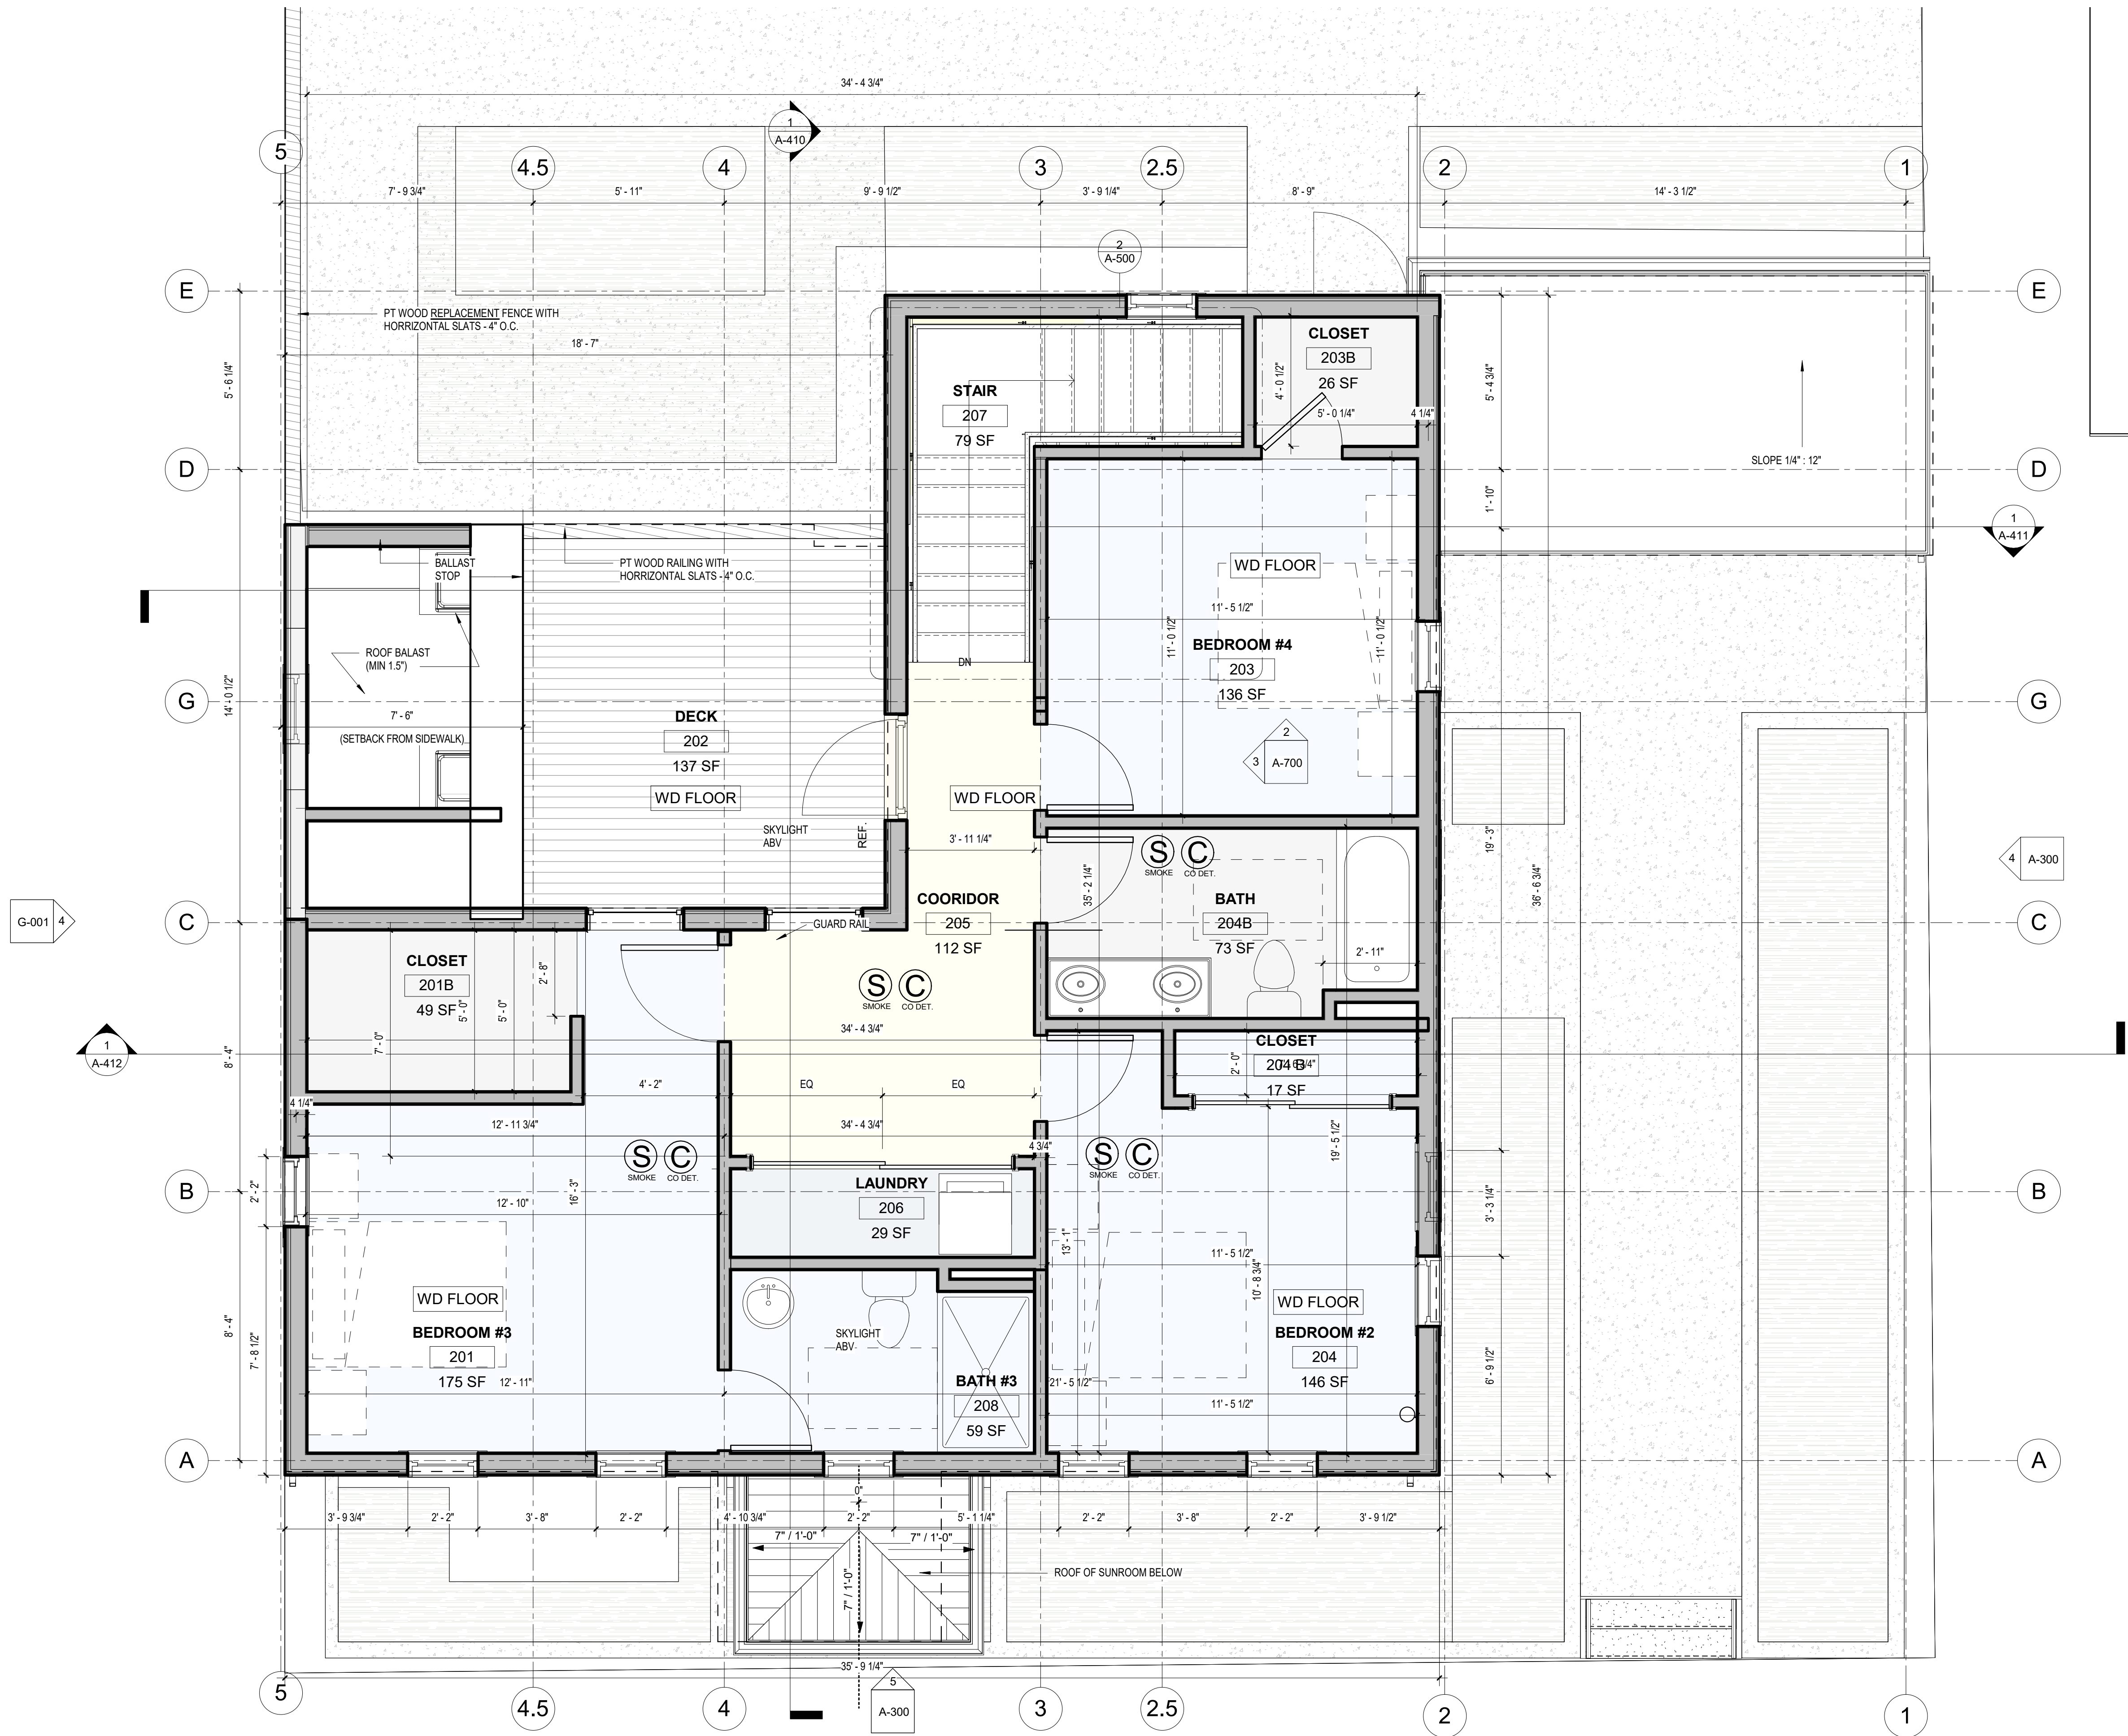 34' - 4 3/4"
1
A-410
5
4.5
4
3
2.5
2
1
7' - 9 3/4"
5' - 11"
9' - 9 1/2"
3' - 9 1/4"
8' - 9"
14' - 3 1/2"
2
A-500
E
E
PT WOOD REPLACEMENT FENCE WITH
HORRIZONTAL SLATS - 4" O.C.
18' - 7"
5' - 6 1/4"
CLOSET
203B
26 SF
4' - 0 1/2"
5' - 0 1/4"
4 1/4"
5' - 4 3/4"
STAIR
207
79 SF
D
D
SLOPE 1/4" : 12"
1' - 10"
1
A-411
BALLAST
STOP
PT WOOD RAILING WITH
HORRIZONTAL SLATS - 4" O.C.
WD FLOOR
11' - 5 1/2"
11' - 0 1/2"
11' - 0 1/2"
BEDROOM #4
203
136 SF
ROOF BALAST
(MIN 1.5")
DN
G
G
14' - 0 1/2"
7' - 6"
(SETBACK FROM SIDEWALK)
DECK
202
137 SF
WD FLOOR
2
3
A-700
WD FLOOR
SKYLIGHT
ABV
REF.
3' - 11 1/4"
S
SMOKE
C
CO DET.
35' - 2 1/4"
19' - 3"
36' - 6 3/4"
4
A-300
G-001
4
C
C
COORIDOR
205
112 SF
BATH
204B
73 SF
GUARD RAIL
2' - 11"
CLOSET
201B
49 SF
5' - 0"
5' - 0"
2' - 8"
7' - 0"
S
SMOKE
C
CO DET.
34' - 4 3/4"
1
A-412
8' - 4"
CLOSET
204 B
17 SF
2' - 0"
4' - 2"
EQ
EQ
4 1/4"
12' - 11 3/4"
34' - 4 3/4"
4 3/4"
19' - 5 1/2"
S
SMOKE
C
CO DET.
S
SMOKE
C
CO DET.
B
B
2' - 2"
12' - 10"
16' - 3"
LAUNDRY
206
29 SF
3' - 3 1/4"
13' - 1"
11' - 5 1/2"
10' - 8 3/4"
WD FLOOR
BEDROOM #3
201
175 SF
12' - 11"
SKYLIGHT
ABV
BATH #3
208
59 SF
WD FLOOR
BEDROOM #2
204
146 SF
21' - 5 1/2"
11' - 5 1/2"
8' - 4"
7' - 8 1/2"
6' - 9 1/2"
A
A
0"
3' - 9 3/4"
2' - 2"
3' - 8"
2' - 2"
4' - 10 3/4"
2' - 2"
5' - 1 1/4"
2' - 2"
3' - 8"
2' - 2"
3' - 9 1/2"
7" / 1'-0"
7" / 1'-0"
7" / 1'-0"
ROOF OF SUNROOM BELOW
35' - 9 1/4"
5
A-300
5
4.5
4
3
2.5
2
1